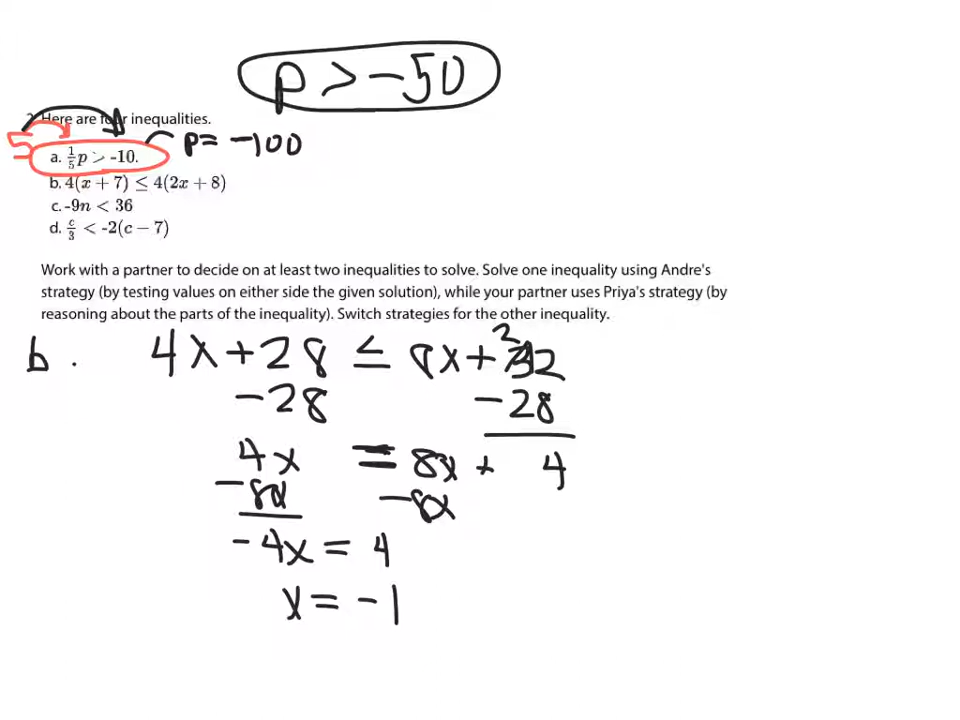 p > -50
2. Here are four inequalities.
5
a. 1/5 p > -10.
p = -100
b. 4(x + 7) ≤ 4(2x + 8)
c. -9n < 36
d. c/3 < -2(c − 7)
Work with a partner to decide on at least two inequalities to solve. Solve one inequality using Andre's
strategy (by testing values on either side the given solution), while your partner uses Priya's strategy (by
reasoning about the parts of the inequality). Switch strategies for the other inequality.
b. 4x + 28 ≤ 8x + 32
-28 -28
4x = 8x + 4
-8x -8x
-4x = 4
x = -1